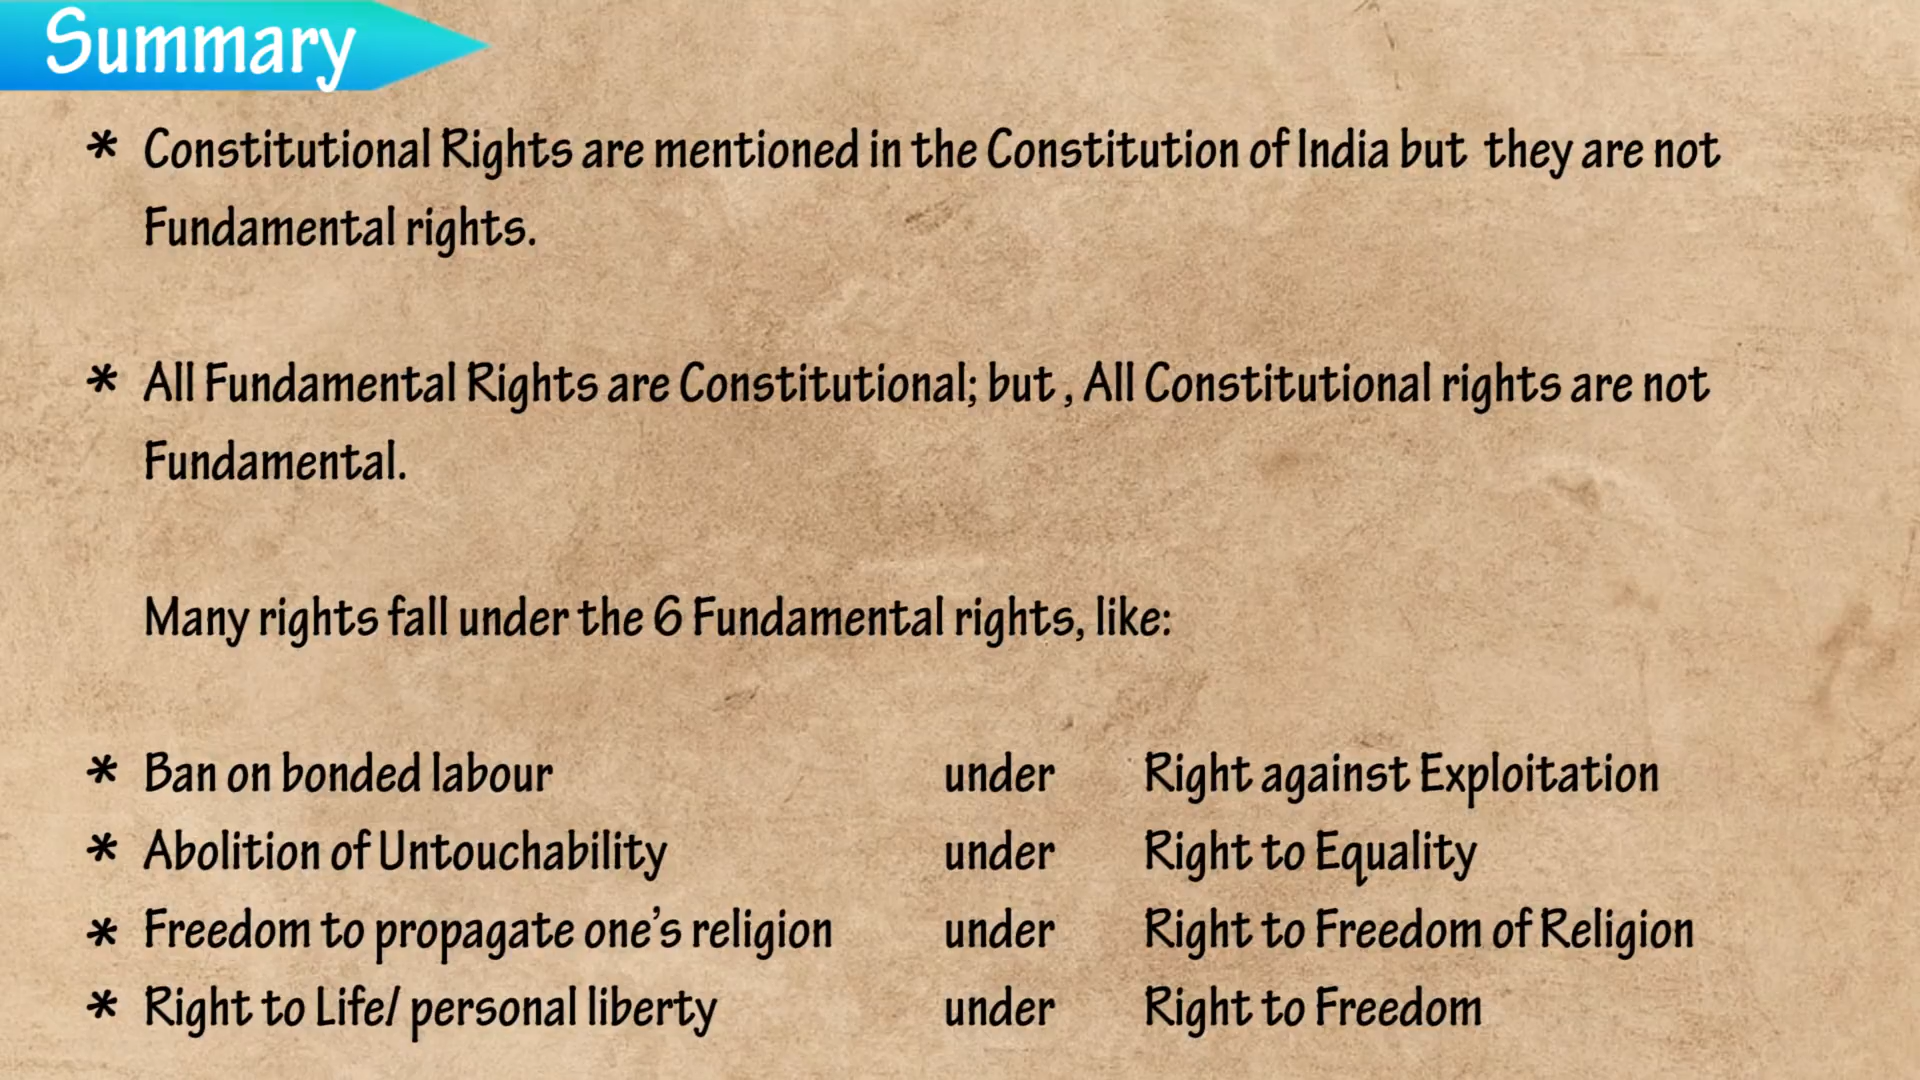 Summary
* Constitutional Rights are mentioned in the Constitution of India but they are not
Fundamental rights.
* All Fundamental Rights are Constitutional; but , All Constitutional rights are not
Fundamental.
Many rights fall under the 6 Fundamental rights, like:
* Ban on bonded labour under Right against Exploitation
* Abolition of Untouchability under Right to Equality
* Freedom to propagate one's religion under Right to Freedom of Religion
* Right to Life/ personal liberty under Right to Freedom